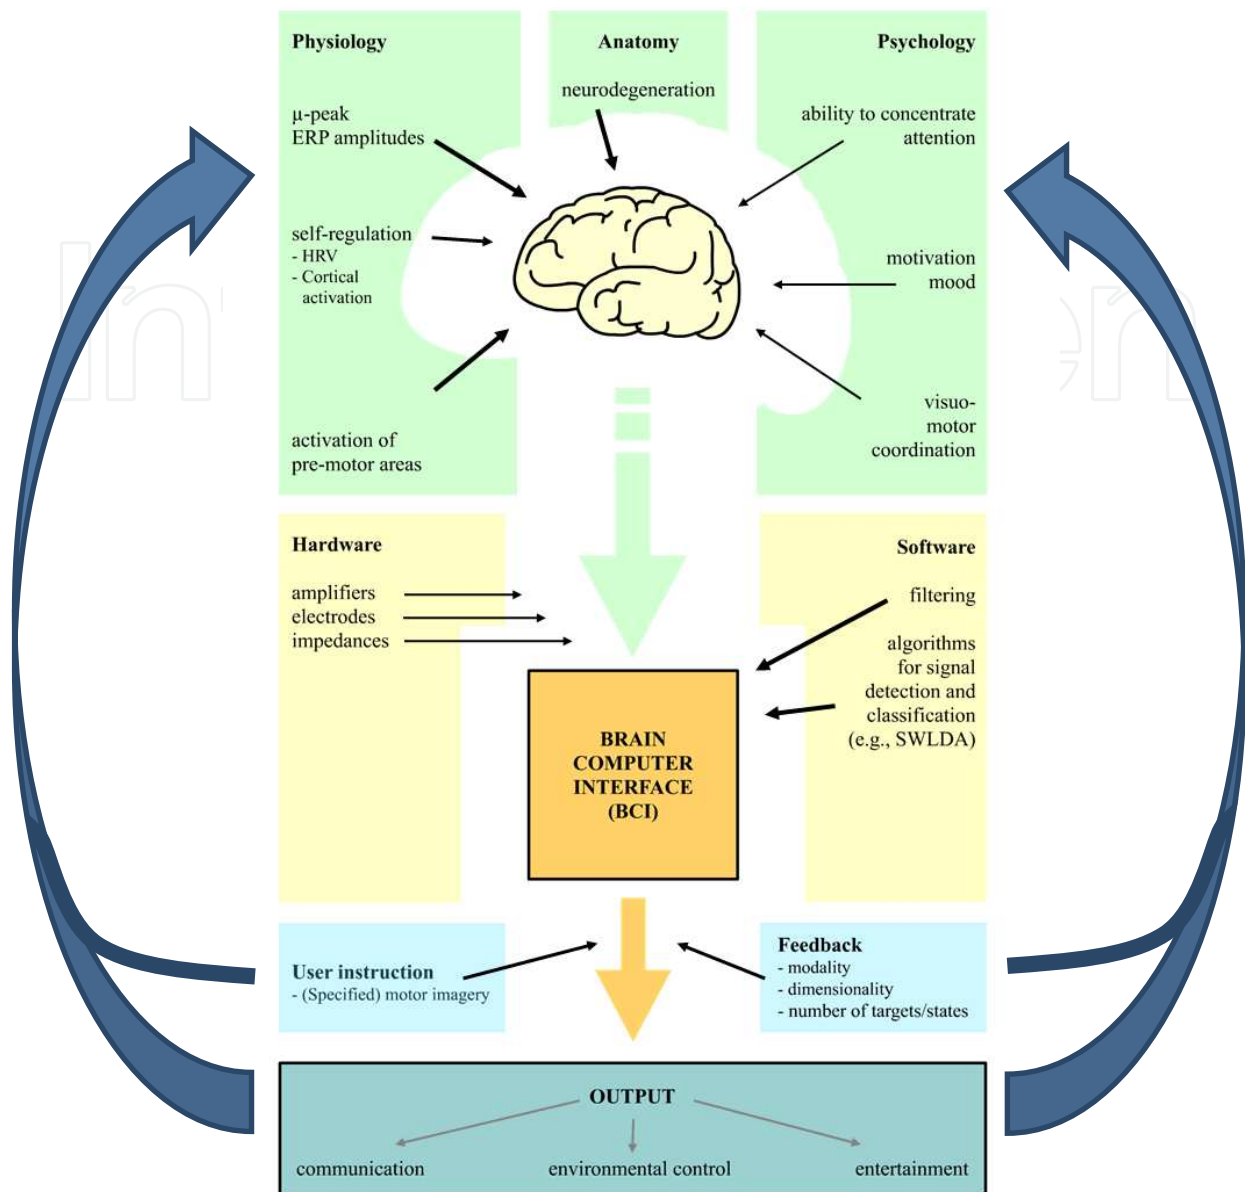 Physiology
µ-peak
ERP amplitudes
self-regulation
- HRV
- Cortical
activation
activation of
pre-motor areas
Anatomy
neurodegeneration
Psychology
ability to concentrate
attention
motivation
mood
visuo-
motor
coordination
Hardware
amplifiers
electrodes
impedances
Software
filtering
algorithms
for signal
detection and
classification
(e.g., SWLDA)
BRAIN
COMPUTER
INTERFACE
(BCI)
User instruction
- (Specified) motor imagery
Feedback
- modality
- dimensionality
- number of targets/states
OUTPUT
communication
environmental control
entertainment